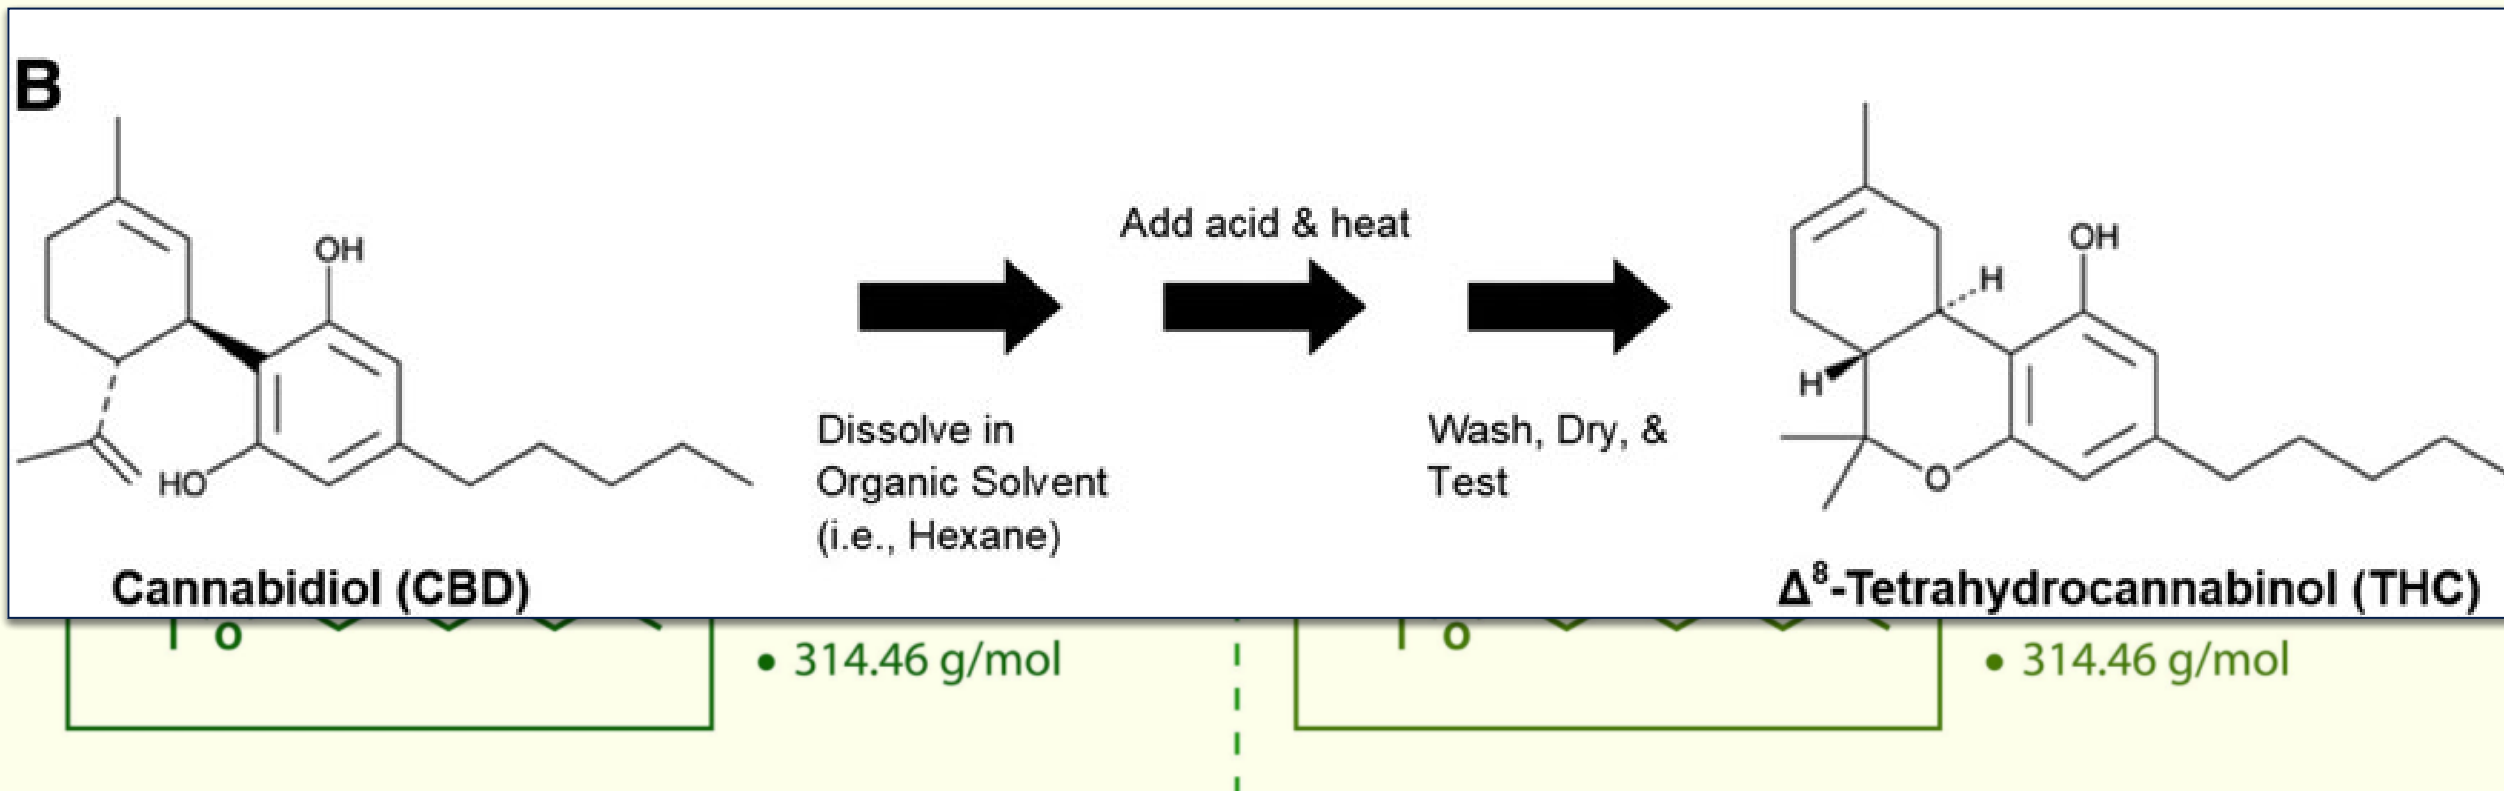 B
OH
HO
Cannabidiol (CBD)
Dissolve in
Organic Solvent
(i.e., Hexane)
Add acid & heat
Wash, Dry, &
Test
OH
H
H
O
Δ⁸-Tetrahydrocannabinol (THC)
O
• 314.46 g/mol
O
• 314.46 g/mol